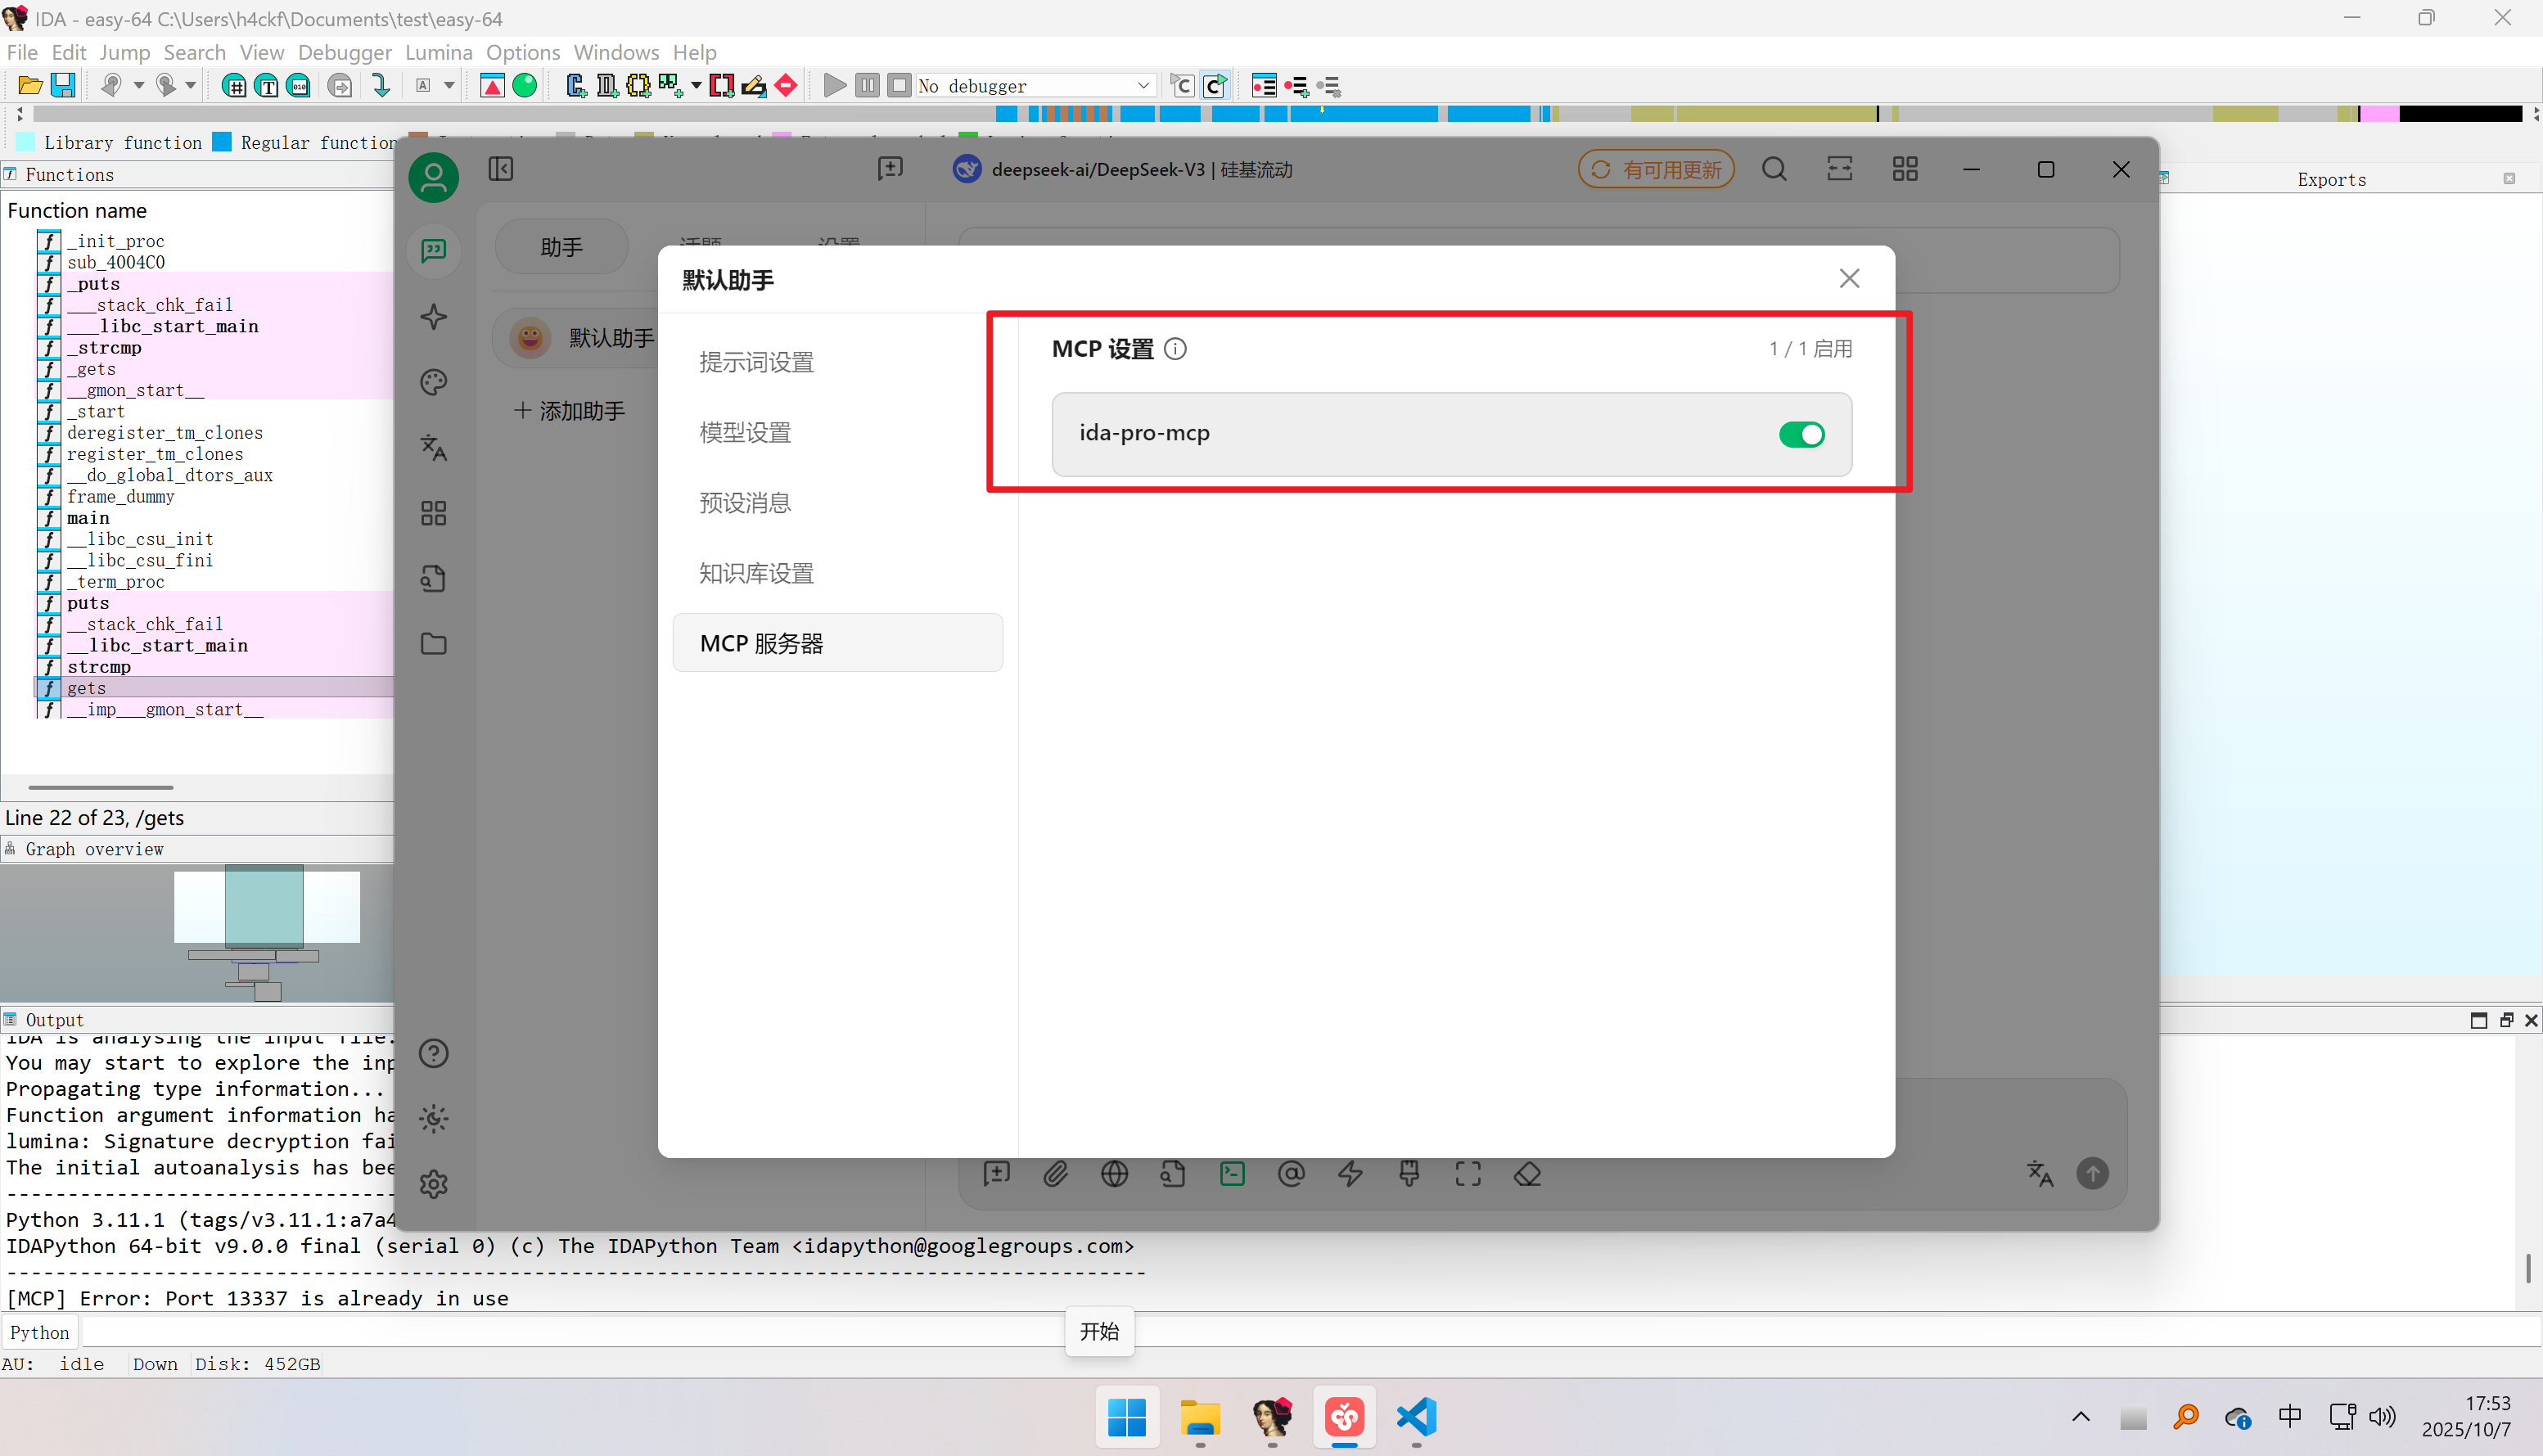 IDA - easy-64 C:\Users\h4ckf\Documents\test\easy-64
File Edit Jump Search View Debugger Lumina Options Windows Help
No debugger
Library function Regular function
Functions
Function name
_init_proc
sub_4004C0
_puts
___stack_chk_fail
___libc_start_main
_strcmp
_gets
__gmon_start__
_start
deregister_tm_clones
register_tm_clones
__do_global_dtors_aux
frame_dummy
main
__libc_csu_init
__libc_csu_fini
_term_proc
puts
__stack_chk_fail
__libc_start_main
strcmp
gets
__imp___gmon_start__
Line 22 of 23, /gets
Graph overview
deepseek-ai/DeepSeek-V3 | 硅基流动
有可用更新
Exports
助手 话题 设置
默认助手
添加助手
默认助手
提示词设置
模型设置
预设消息
知识库设置
MCP 服务器
MCP 设置
1 / 1 启用
ida-pro-mcp
Output
IDA is analysing the input file.
You may start to explore the inp
Propagating type information...
Function argument information ha
lumina: Signature decryption fai
The initial autoanalysis has bee
Python 3.11.1 (tags/v3.11.1:a7a4
IDAPython 64-bit v9.0.0 final (serial 0) (c) The IDAPython Team <idapython@googlegroups.com>
[MCP] Error: Port 13337 is already in use
Python
开始
AU: idle Down Disk: 452GB
中
17:53
2025/10/7